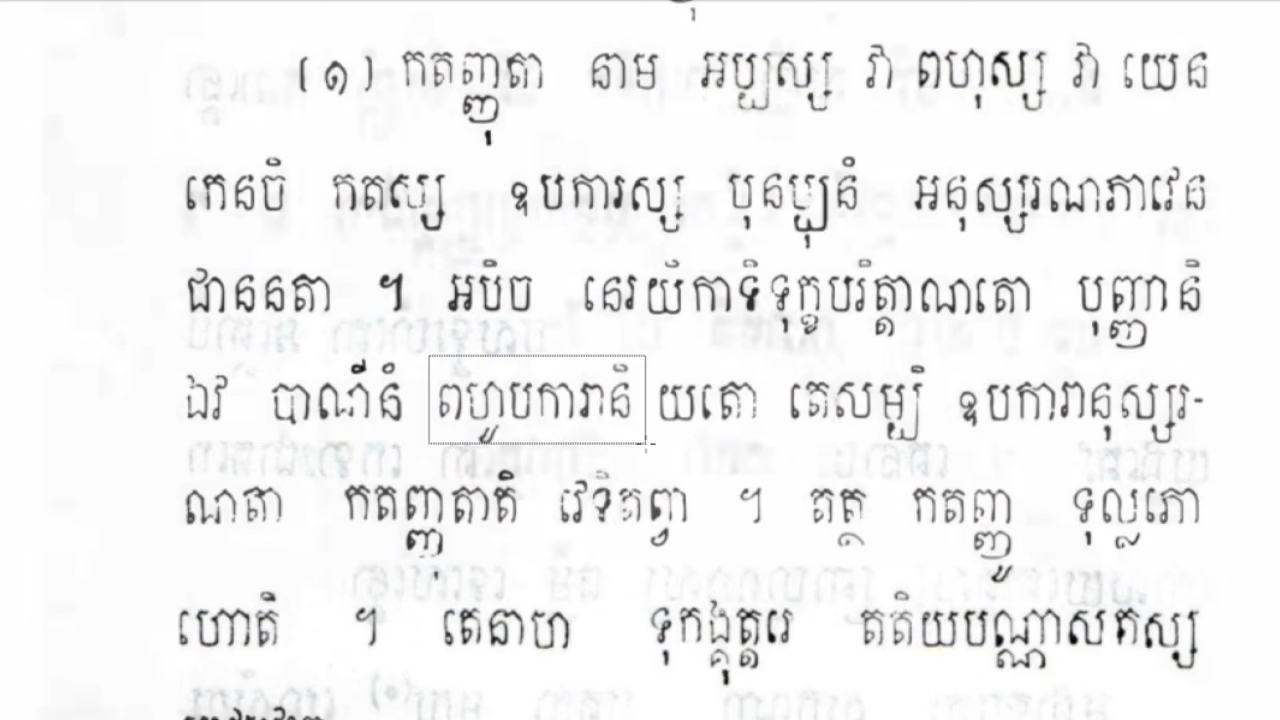 (១) កតញ្ញុតា នាម អប្បស្ស វា ពហុស្ស វា យេន
កេនចិ កតស្ស ឧបការស្ស បុនប្បុនំ អនុស្សរណភាវេន
ជាននតា ។ អបិច នេរយិកាទិទុក្ខបរិត្តាណតោ បុញ្ញានិ
ឯវ បាណីនំ ពហូបការានិ យតោ តេសម្បិ ឧបការានុស្សរ-
ណតា កតញ្ញុតាតិ វេទិតព្វា ។ តត្ថ កតញ្ញូ ទុល្លភោ
ហោតិ ។ តេនាហ ទុកង្គុត្តរេ តតិយបណ្ណាសកស្ស